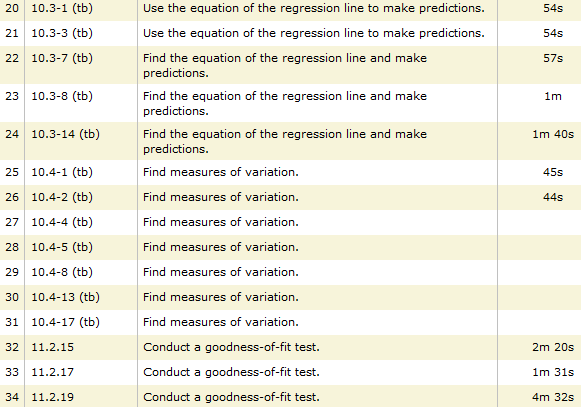 20 10.3-1 (tb) Use the equation of the regression line to make predictions. 54s
21 10.3-3 (tb) Use the equation of the regression line to make predictions. 54s
22 10.3-7 (tb) Find the equation of the regression line and make 57s
predictions.
23 10.3-8 (tb) Find the equation of the regression line and make 1m
predictions.
24 10.3-14 (tb) Find the equation of the regression line and make 1m 40s
predictions.
25 10.4-1 (tb) Find measures of variation. 45s
26 10.4-2 (tb) Find measures of variation. 44s
27 10.4-4 (tb) Find measures of variation.
28 10.4-5 (tb) Find measures of variation.
29 10.4-8 (tb) Find measures of variation.
30 10.4-13 (tb) Find measures of variation.
31 10.4-17 (tb) Find measures of variation.
32 11.2.15 Conduct a goodness-of-fit test. 2m 20s
33 11.2.17 Conduct a goodness-of-fit test. 1m 31s
34 11.2.19 Conduct a goodness-of-fit test. 4m 32s